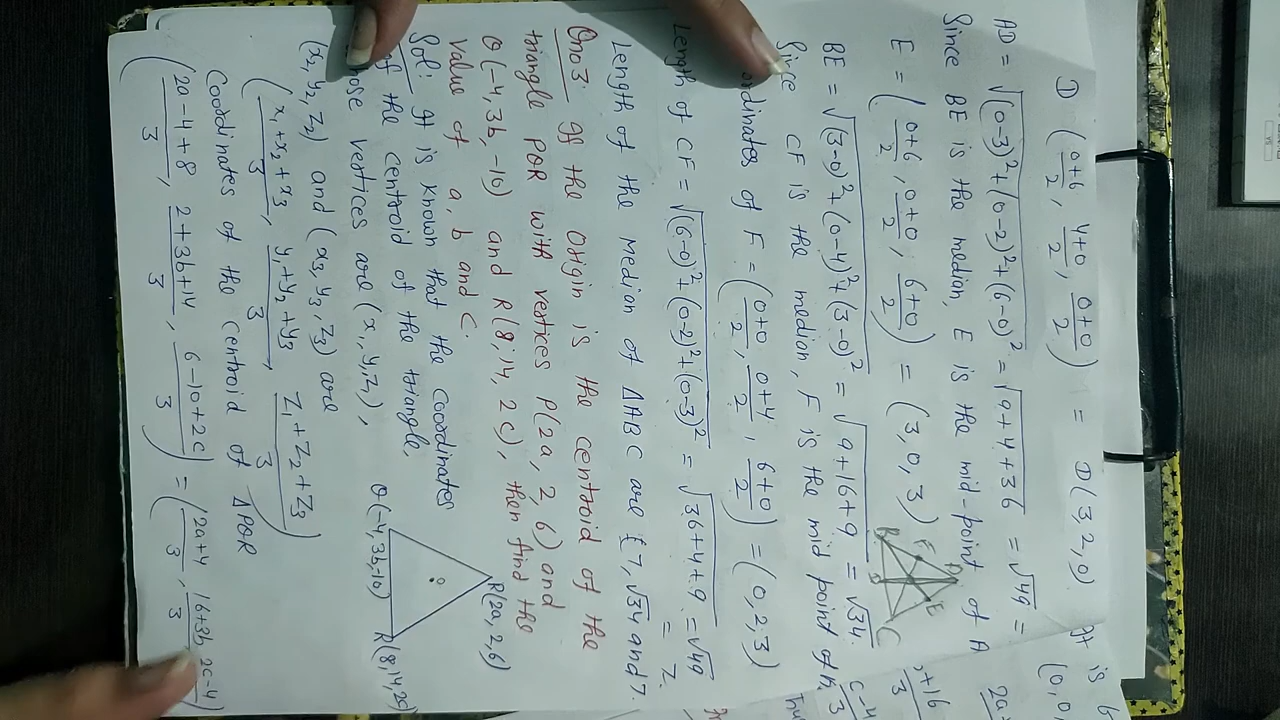 D (0+6/2, 4+0/2, 0+0/2) = D(3,2,0)
AD = √(0-3)²+(0-2)²+(6-0)² = √9+4+36 = √49 =
Since BE is the median, E is the mid-point of A
E = (0+6/2, 0+0/2, 6+0/2) = (3,0,3)
BE = √(3-0)²+(0-4)²+(3-0)² = √9+16+9 = √34.
Since CF is the median, F is the mid point of
ordinates of F = (0+0/2, 0+4/2, 6+0/2) = (0,2,3)
Length of CF = √(6-0)²+(0-2)²+(0-3)² = √36+4+9 = √49
= 7.
Length of the median of ΔABC are 7, √34 and 7.
Qno3:- If the Origin is the centroid of the
triangle PQR with vertices P(2a, 2, 6) and
Q(-4, 3b, -10) and R(8, 14, 2c), then find the
value of a, b and c.
Sol:- It is known that the coordinates
of the centroid of the triangle,
whose vertices are (x₁, y₁, z₁),
(x₂, y₂, z₂) and (x₃, y₃, z₃) are
(x₁+x₂+x₃/3, y₁+y₂+y₃/3, z₁+z₂+z₃/3)
Coordinates of the centroid of ΔPQR
(2a-4+8/3, 2+3b+14/3, 6-10+2c/3) = (2a+4/3, 16+3b/3, 2c-4)
A
F
E
B
C
P(2a, 2, 6)
Q(-4, 3b, 10)
R(8, 14, 2c)
It is
(0,0,
2a
+16/3
c-4/3